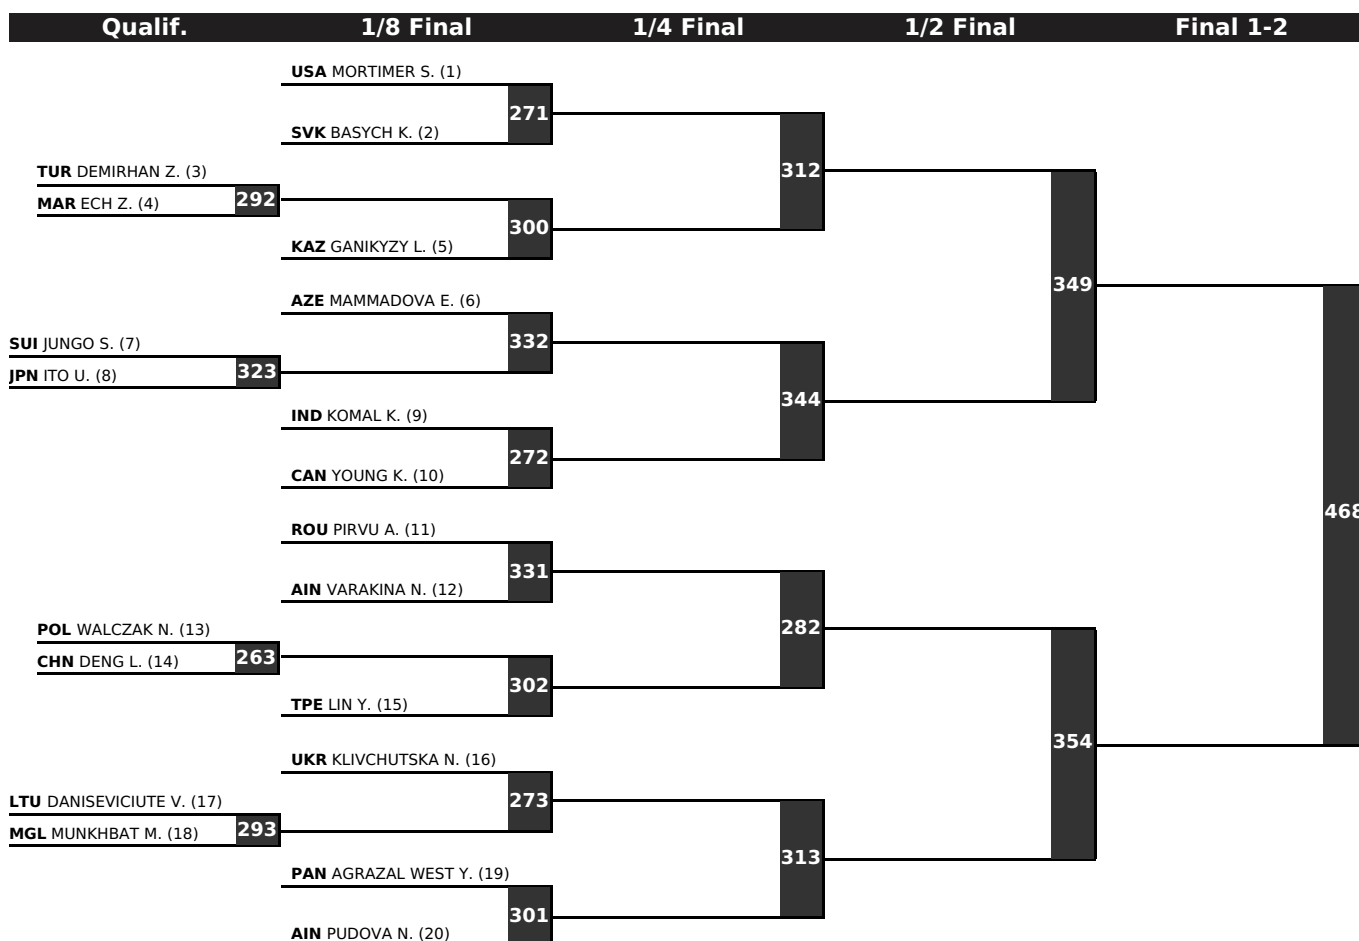 Qualif. 1/8 Final 1/4 Final 1/2 Final Final 1-2
USA MORTIMER S. (1)
271
SVK BASYCH K. (2)
312
TUR DEMIRHAN Z. (3)
292
MAR ECH Z. (4)
300
KAZ GANIKYZY L. (5)
349
AZE MAMMADOVA E. (6)
332
SUI JUNGO S. (7)
323
JPN ITO U. (8)
344
IND KOMAL K. (9)
272
CAN YOUNG K. (10)
468
ROU PIRVU A. (11)
331
AIN VARAKINA N. (12)
282
POL WALCZAK N. (13)
263
CHN DENG L. (14)
302
TPE LIN Y. (15)
354
UKR KLIVCHUTSKA N. (16)
273
LTU DANISEVICIUTE V. (17)
293
MGL MUNKHBAT M. (18)
313
PAN AGRAZAL WEST Y. (19)
301
AIN PUDOVA N. (20)